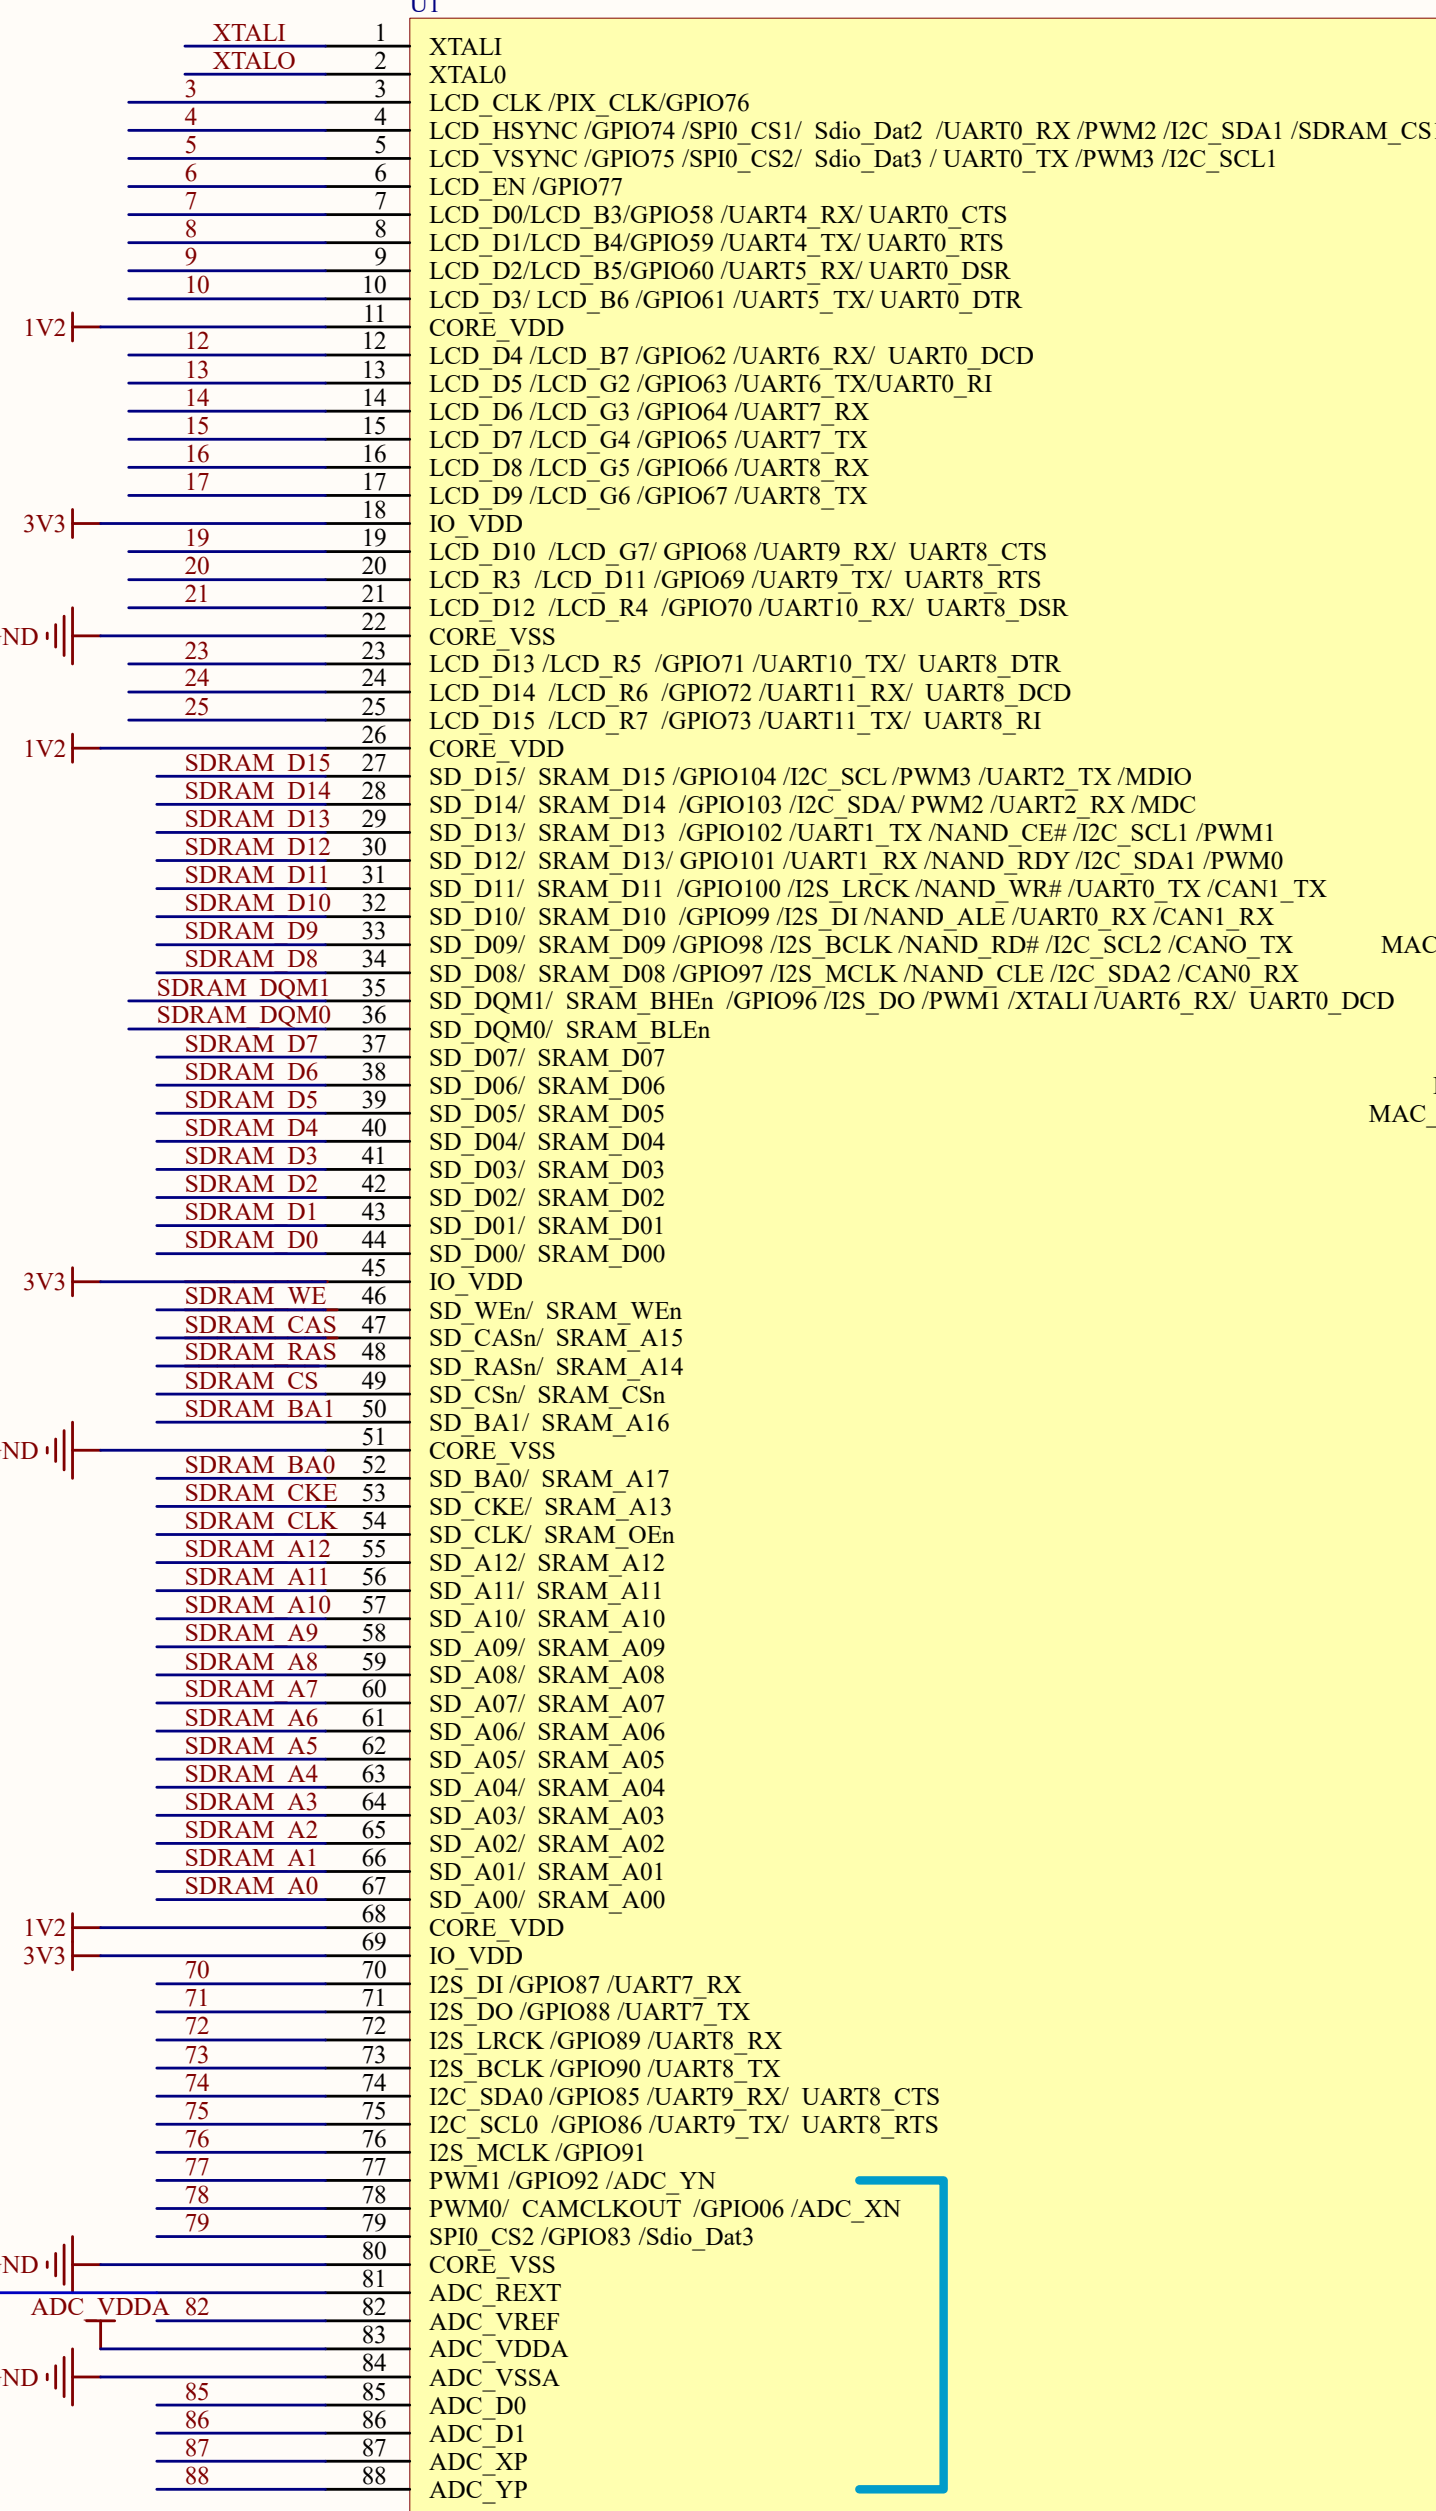 U1
XTALI 1 XTALI
XTALO 2 XTAL0
3 3 LCD_CLK /PIX_CLK/GPIO76
4 4 LCD_HSYNC /GPIO74 /SPI0_CS1/ Sdio_Dat2 /UART0_RX /PWM2 /I2C_SDA1 /SDRAM_CS
5 5 LCD_VSYNC /GPIO75 /SPI0_CS2/ Sdio_Dat3 / UART0_TX /PWM3 /I2C_SCL1
6 6 LCD_EN /GPIO77
7 7 LCD_D0/LCD_B3/GPIO58 /UART4_RX/ UART0_CTS
8 8 LCD_D1/LCD_B4/GPIO59 /UART4_TX/ UART0_RTS
9 9 LCD_D2/LCD_B5/GPIO60 /UART5_RX/ UART0_DSR
10 10 LCD_D3/ LCD_B6 /GPIO61 /UART5_TX/ UART0_DTR
1V2 11 CORE_VDD
12 12 LCD_D4 /LCD_B7 /GPIO62 /UART6_RX/ UART0_DCD
13 13 LCD_D5 /LCD_G2 /GPIO63 /UART6_TX/UART0_RI
14 14 LCD_D6 /LCD_G3 /GPIO64 /UART7_RX
15 15 LCD_D7 /LCD_G4 /GPIO65 /UART7_TX
16 16 LCD_D8 /LCD_G5 /GPIO66 /UART8_RX
17 17 LCD_D9 /LCD_G6 /GPIO67 /UART8_TX
3V3 18 IO_VDD
19 19 LCD_D10 /LCD_G7/ GPIO68 /UART9_RX/ UART8_CTS
20 20 LCD_R3 /LCD_D11 /GPIO69 /UART9_TX/ UART8_RTS
21 21 LCD_D12 /LCD_R4 /GPIO70 /UART10_RX/ UART8_DSR
ND 22 CORE_VSS
23 23 LCD_D13 /LCD_R5 /GPIO71 /UART10_TX/ UART8_DTR
24 24 LCD_D14 /LCD_R6 /GPIO72 /UART11_RX/ UART8_DCD
25 25 LCD_D15 /LCD_R7 /GPIO73 /UART11_TX/ UART8_RI
1V2 26 CORE_VDD
SDRAM_D15 27 SD_D15/ SRAM_D15 /GPIO104 /I2C_SCL /PWM3 /UART2_TX /MDIO
SDRAM_D14 28 SD_D14/ SRAM_D14 /GPIO103 /I2C_SDA/ PWM2 /UART2_RX /MDC
SDRAM_D13 29 SD_D13/ SRAM_D13 /GPIO102 /UART1_TX /NAND_CE# /I2C_SCL1 /PWM1
SDRAM_D12 30 SD_D12/ SRAM_D13/ GPIO101 /UART1_RX /NAND_RDY /I2C_SDA1 /PWM0
SDRAM_D11 31 SD_D11/ SRAM_D11 /GPIO100 /I2S_LRCK /NAND_WR# /UART0_TX /CAN1_TX
SDRAM_D10 32 SD_D10/ SRAM_D10 /GPIO99 /I2S_DI /NAND_ALE /UART0_RX /CAN1_RX
SDRAM_D9 33 SD_D09/ SRAM_D09 /GPIO98 /I2S_BCLK /NAND_RD# /I2C_SCL2 /CANO_TX MAC
SDRAM_D8 34 SD_D08/ SRAM_D08 /GPIO97 /I2S_MCLK /NAND_CLE /I2C_SDA2 /CAN0_RX
SDRAM_DQM1 35 SD_DQM1/ SRAM_BHEn /GPIO96 /I2S_DO /PWM1 /XTALI /UART6_RX/ UART0_DCD
SDRAM_DQM0 36 SD_DQM0/ SRAM_BLEn
SDRAM_D7 37 SD_D07/ SRAM_D07
SDRAM_D6 38 SD_D06/ SRAM_D06
SDRAM_D5 39 SD_D05/ SRAM_D05 MAC_
SDRAM_D4 40 SD_D04/ SRAM_D04
SDRAM_D3 41 SD_D03/ SRAM_D03
SDRAM_D2 42 SD_D02/ SRAM_D02
SDRAM_D1 43 SD_D01/ SRAM_D01
SDRAM_D0 44 SD_D00/ SRAM_D00
3V3 45 IO_VDD
SDRAM_WE 46 SD_WEn/ SRAM_WEn
SDRAM_CAS 47 SD_CASn/ SRAM_A15
SDRAM_RAS 48 SD_RASn/ SRAM_A14
SDRAM_CS 49 SD_CSn/ SRAM_CSn
SDRAM_BA1 50 SD_BA1/ SRAM_A16
ND 51 CORE_VSS
SDRAM_BA0 52 SD_BA0/ SRAM_A17
SDRAM_CKE 53 SD_CKE/ SRAM_A13
SDRAM_CLK 54 SD_CLK/ SRAM_OEn
SDRAM_A12 55 SD_A12/ SRAM_A12
SDRAM_A11 56 SD_A11/ SRAM_A11
SDRAM_A10 57 SD_A10/ SRAM_A10
SDRAM_A9 58 SD_A09/ SRAM_A09
SDRAM_A8 59 SD_A08/ SRAM_A08
SDRAM_A7 60 SD_A07/ SRAM_A07
SDRAM_A6 61 SD_A06/ SRAM_A06
SDRAM_A5 62 SD_A05/ SRAM_A05
SDRAM_A4 63 SD_A04/ SRAM_A04
SDRAM_A3 64 SD_A03/ SRAM_A03
SDRAM_A2 65 SD_A02/ SRAM_A02
SDRAM_A1 66 SD_A01/ SRAM_A01
SDRAM_A0 67 SD_A00/ SRAM_A00
1V2 68 CORE_VDD
3V3 69 IO_VDD
70 70 I2S_DI /GPIO87 /UART7_RX
71 71 I2S_DO /GPIO88 /UART7_TX
72 72 I2S_LRCK /GPIO89 /UART8_RX
73 73 I2S_BCLK /GPIO90 /UART8_TX
74 74 I2C_SDA0 /GPIO85 /UART9_RX/ UART8_CTS
75 75 I2C_SCL0 /GPIO86 /UART9_TX/ UART8_RTS
76 76 I2S_MCLK /GPIO91
77 77 PWM1 /GPIO92 /ADC_YN
78 78 PWM0/ CAMCLKOUT /GPIO06 /ADC_XN
79 79 SPI0_CS2 /GPIO83 /Sdio_Dat3
ND 80 CORE_VSS
81 ADC_REXT
ADC_VDDA 82 82 ADC_VREF
83 ADC_VDDA
ND 84 ADC_VSSA
85 85 ADC_D0
86 86 ADC_D1
87 87 ADC_XP
88 88 ADC_YP